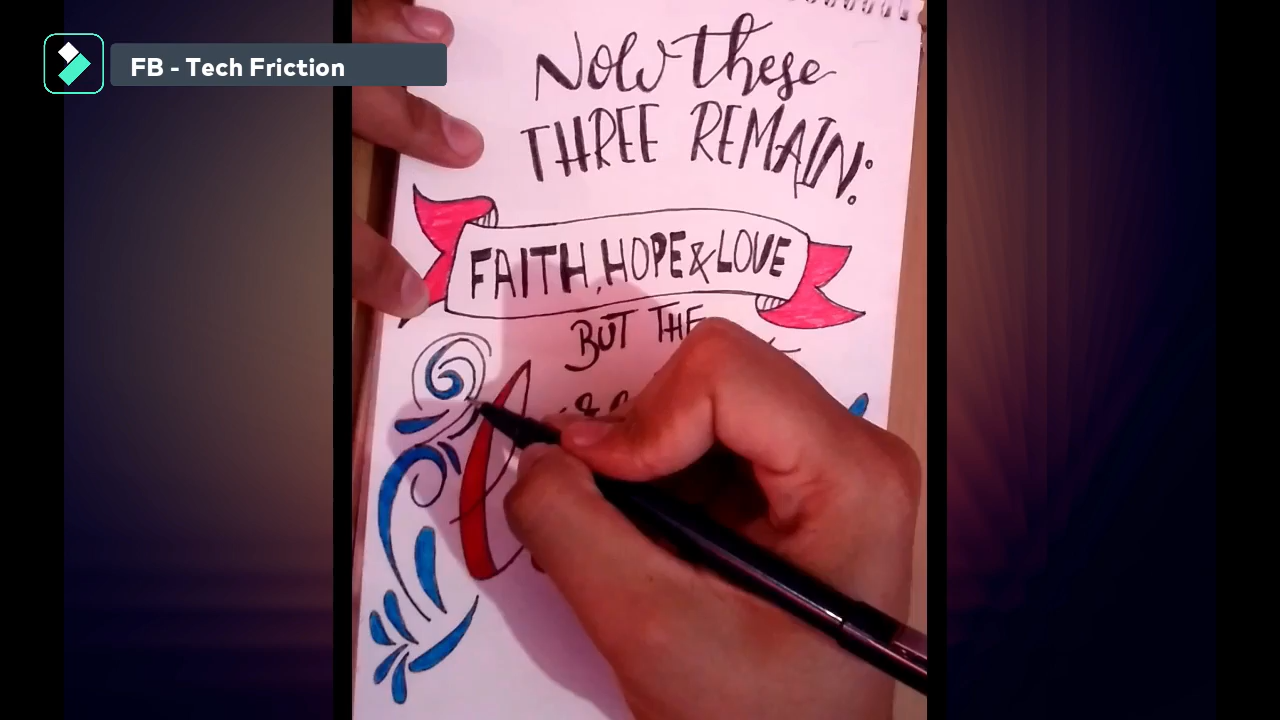 FB - Tech Friction
Now these
THREE REMAIN:
FAITH, HOPE & LOVE
BUT THE